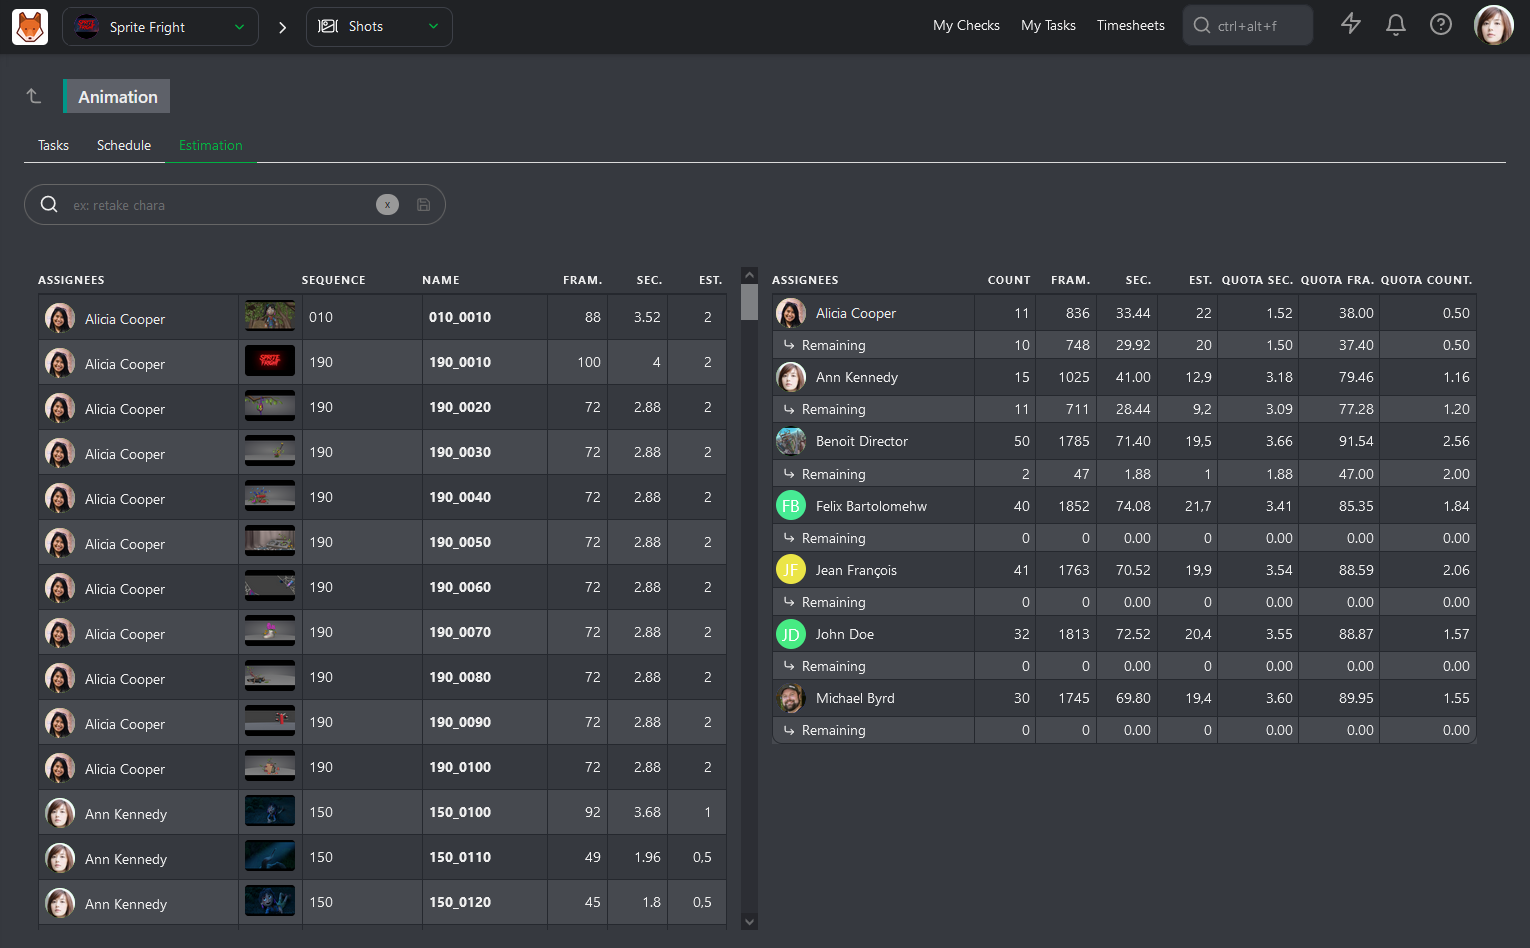 Sprite Fright
Shots
My Checks
My Tasks
Timesheets
ctrl+alt+f
Animation
Tasks
Schedule
Estimation
ex: retake chara
x
ASSIGNEES SEQUENCE NAME FRAM. SEC. EST.
Alicia Cooper 010 010_0010 88 3.52 2
SPRITE FRIGHT
Alicia Cooper 190 190_0010 100 4 2
Alicia Cooper 190 190_0020 72 2.88 2
Alicia Cooper 190 190_0030 72 2.88 2
Alicia Cooper 190 190_0040 72 2.88 2
Alicia Cooper 190 190_0050 72 2.88 2
Alicia Cooper 190 190_0060 72 2.88 2
Alicia Cooper 190 190_0070 72 2.88 2
Alicia Cooper 190 190_0080 72 2.88 2
Alicia Cooper 190 190_0090 72 2.88 2
Alicia Cooper 190 190_0100 72 2.88 2
Ann Kennedy 150 150_0100 92 3.68 1
Ann Kennedy 150 150_0110 49 1.96 0,5
Ann Kennedy 150 150_0120 45 1.8 0,5
ASSIGNEES COUNT FRAM. SEC. EST. QUOTA SEC. QUOTA FRA. QUOTA COUNT.
Alicia Cooper 11 836 33.44 22 1.52 38.00 0.50
Remaining 10 748 29.92 20 1.50 37.40 0.50
Ann Kennedy 15 1025 41.00 12,9 3.18 79.46 1.16
Remaining 11 711 28.44 9,2 3.09 77.28 1.20
Benoit Director 50 1785 71.40 19,5 3.66 91.54 2.56
Remaining 2 47 1.88 1 1.88 47.00 2.00
FB Felix Bartolomehw 40 1852 74.08 21,7 3.41 85.35 1.84
Remaining 0 0 0.00 0 0.00 0.00 0.00
JF Jean François 41 1763 70.52 19,9 3.54 88.59 2.06
Remaining 0 0 0.00 0 0.00 0.00 0.00
JD John Doe 32 1813 72.52 20,4 3.55 88.87 1.57
Remaining 0 0 0.00 0 0.00 0.00 0.00
Michael Byrd 30 1745 69.80 19,4 3.60 89.95 1.55
Remaining 0 0 0.00 0 0.00 0.00 0.00